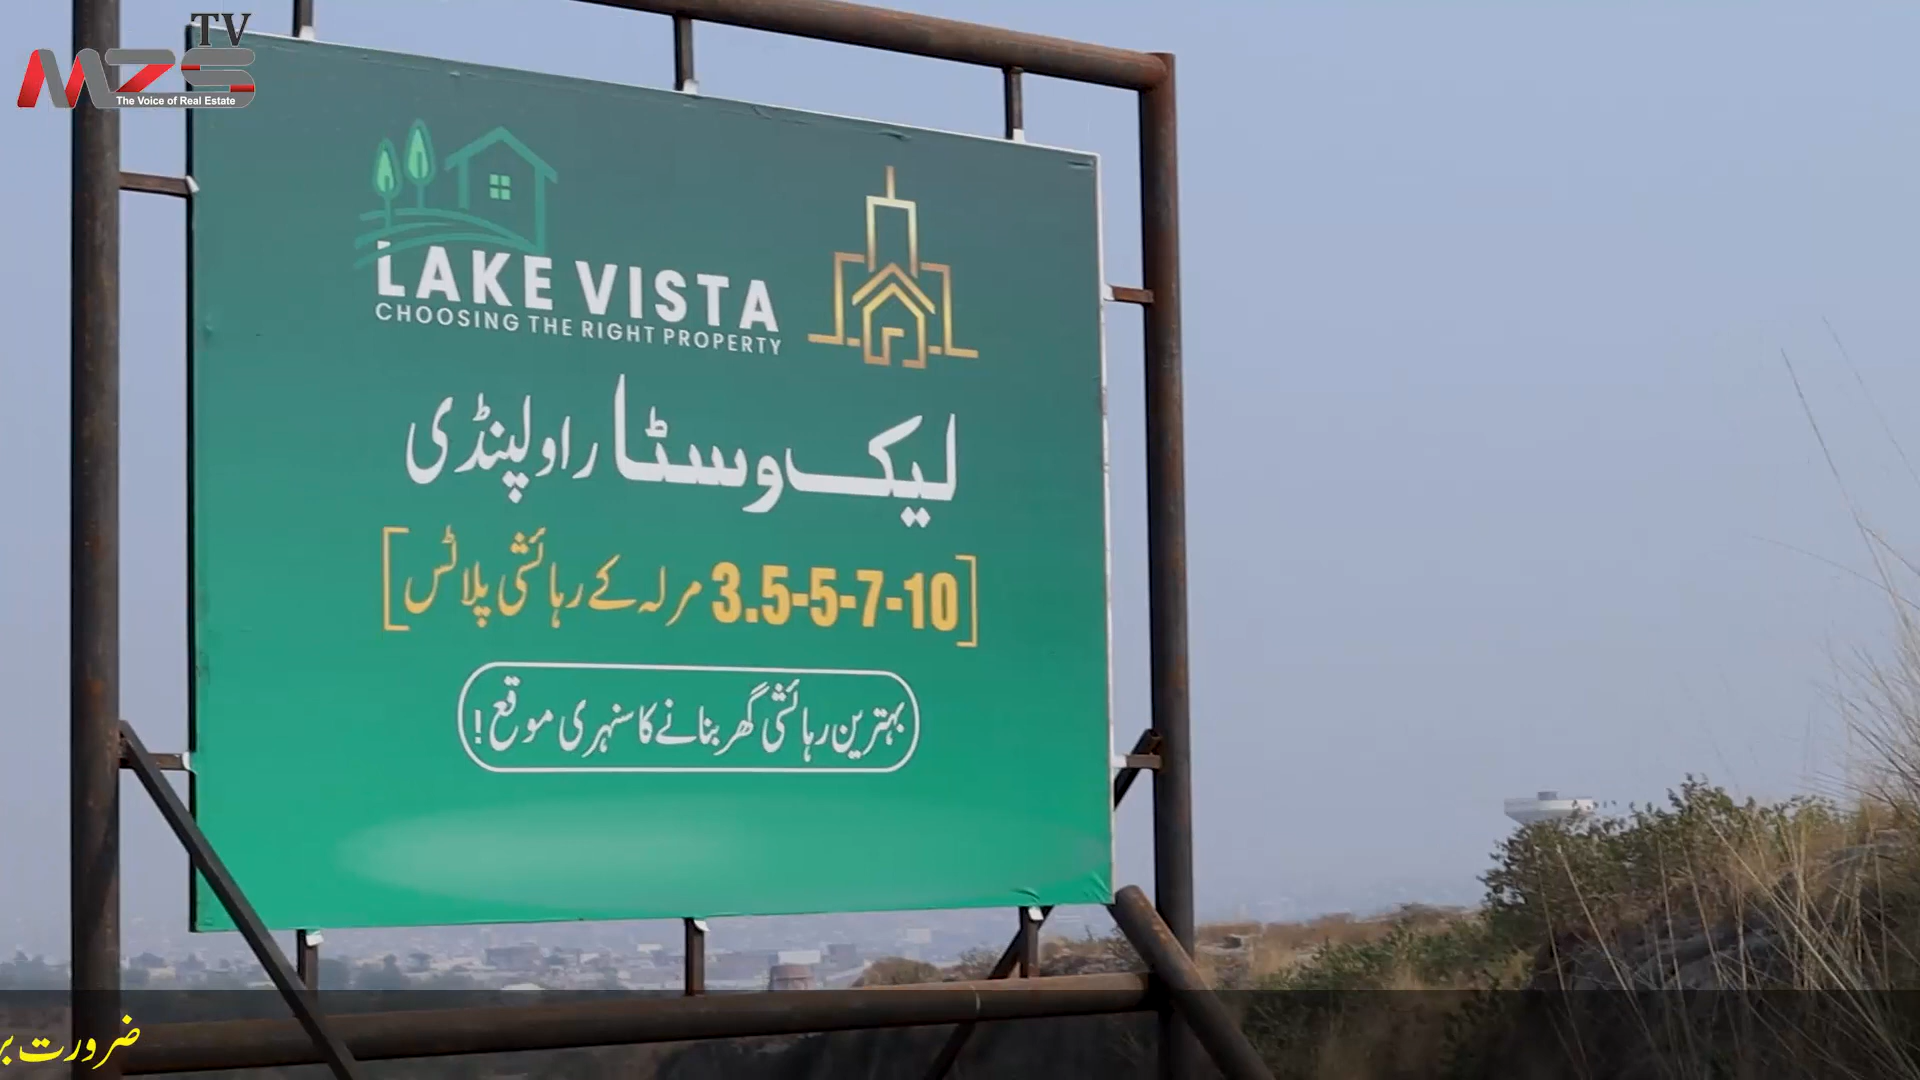 MZS TV
The Voice of Real Estate
LAKE VISTA
CHOOSING THE RIGHT PROPERTY
لیک وسٹا راولپنڈی
[3.5-5-7-10 مرلہ کے رہائشی پلاٹس]
بہترین رہائشی گھر بنانے کا سنہری موقع!
ضرورت